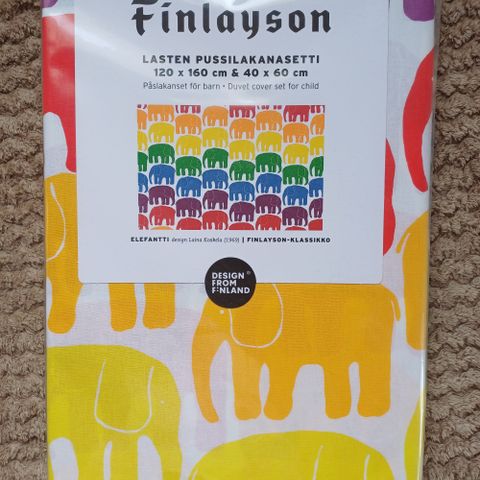 Finlayson
LASTEN PUSSILAKANASETTI
120 x 160 cm & 40 x 60 cm
Påslakanset för barn • Duvet cover set for child
ELEFANTTI design Laina Koskela (1969) | FINLAYSON-KLASSIKKO
DESIGN
FROM
FINLAND